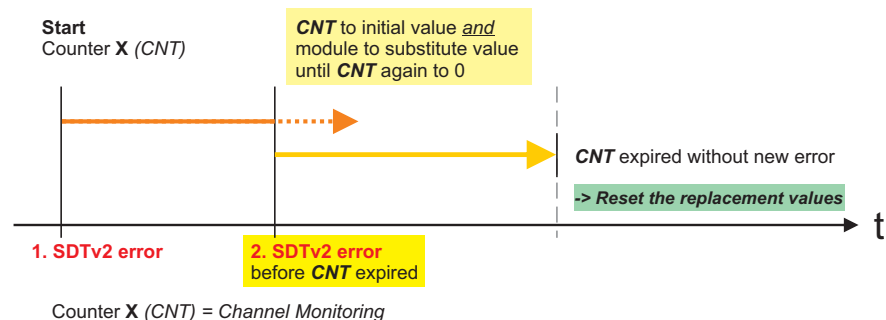 Start
Counter X (CNT)
CNT to initial value and
module to substitute value
until CNT again to 0
CNT expired without new error
-> Reset the replacement values
t
1. SDTv2 error
2. SDTv2 error
before CNT expired
Counter X (CNT) = Channel Monitoring